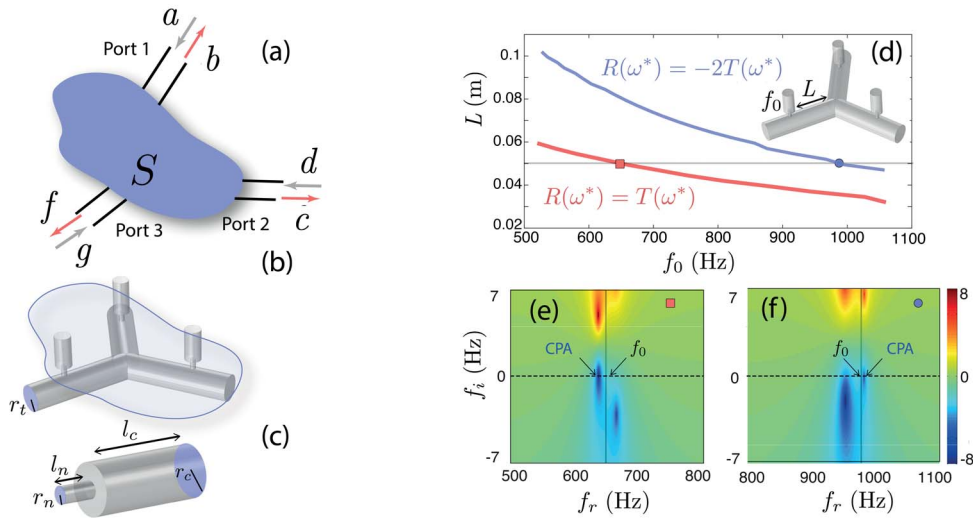 (a)
a
b
Port 1
S
d
c
Port 2
f
g
Port 3
(b)
r_t
(c)
l_c
l_n
r_n
r_c
(d)
L (m)
0.1
0.08
0.06
0.04
0.02
R(ω*) = −2T(ω*)
R(ω*) = T(ω*)
f_0
L
500 600 700 800 900 1000 1100
f_0 (Hz)
(e)
f_i (Hz)
7
0
-7
CPA
f_0
500 600 700 800
f_r (Hz)
(f)
7
0
-7
f_0
CPA
800 900 1000 1100
f_r (Hz)
8
0
-8